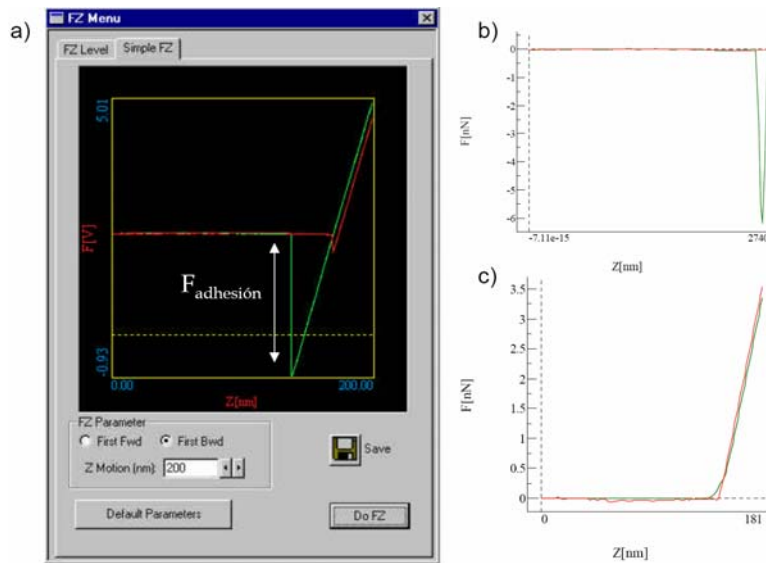 a)
FZ Menu
FZ Level Simple FZ
5.01
F[V]
-0.93
F adhesión
0.00 200.00
Z[nm]
FZ Parameter
First Fwd First Bwd
Z Motion (nm): 200
Save
Default Parameters
Do FZ
b)
0
-1
-2
-3
-4
-5
-6
F[nN]
-7.11e-15 2740
Z[nm]
c)
3.5
3
2.5
2
1.5
1
0.5
0
F[nN]
0 181
Z[nm]